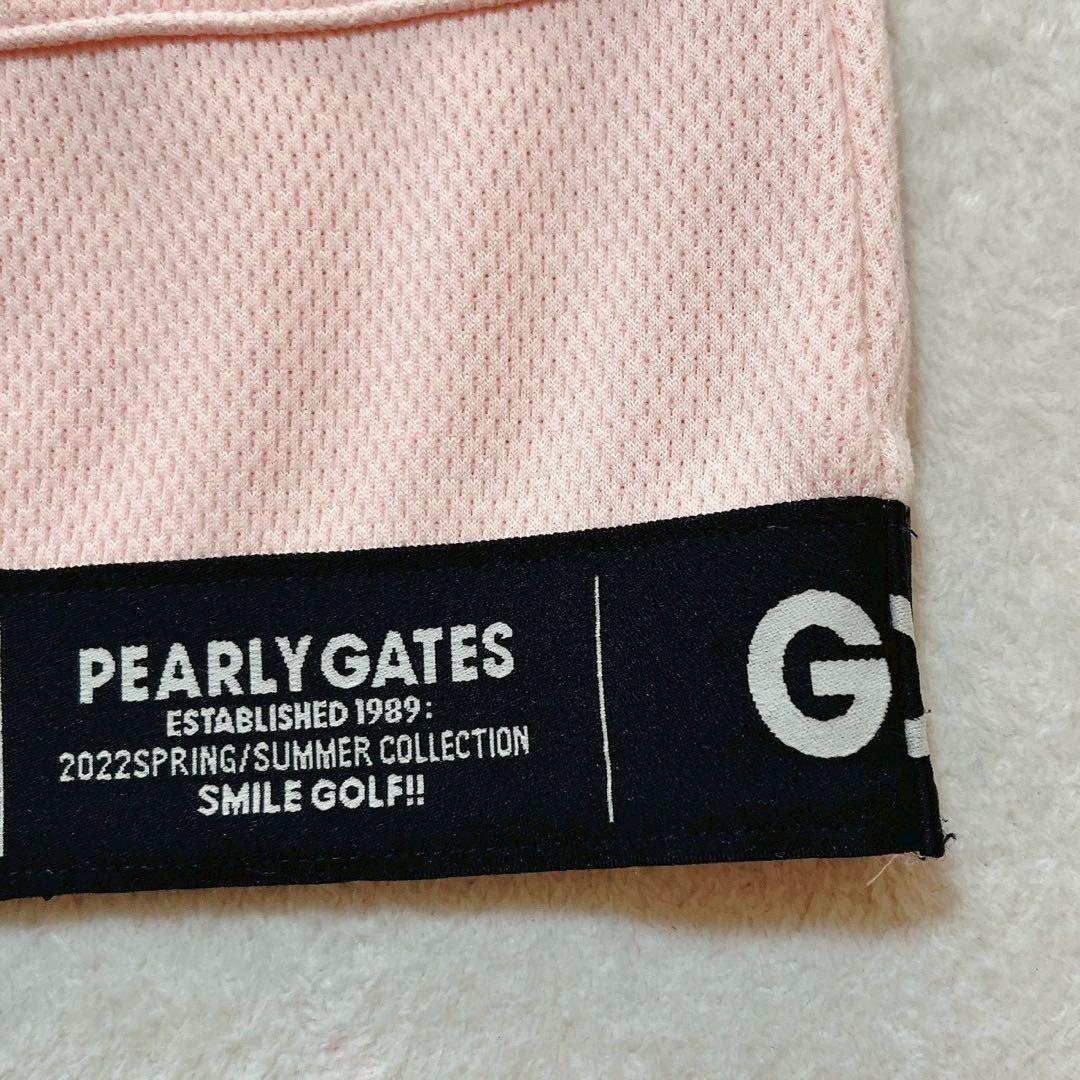 PEARLY GATES
ESTABLISHED 1989:
2022SPRING/SUMMER COLLECTION
SMILE GOLF!!
G